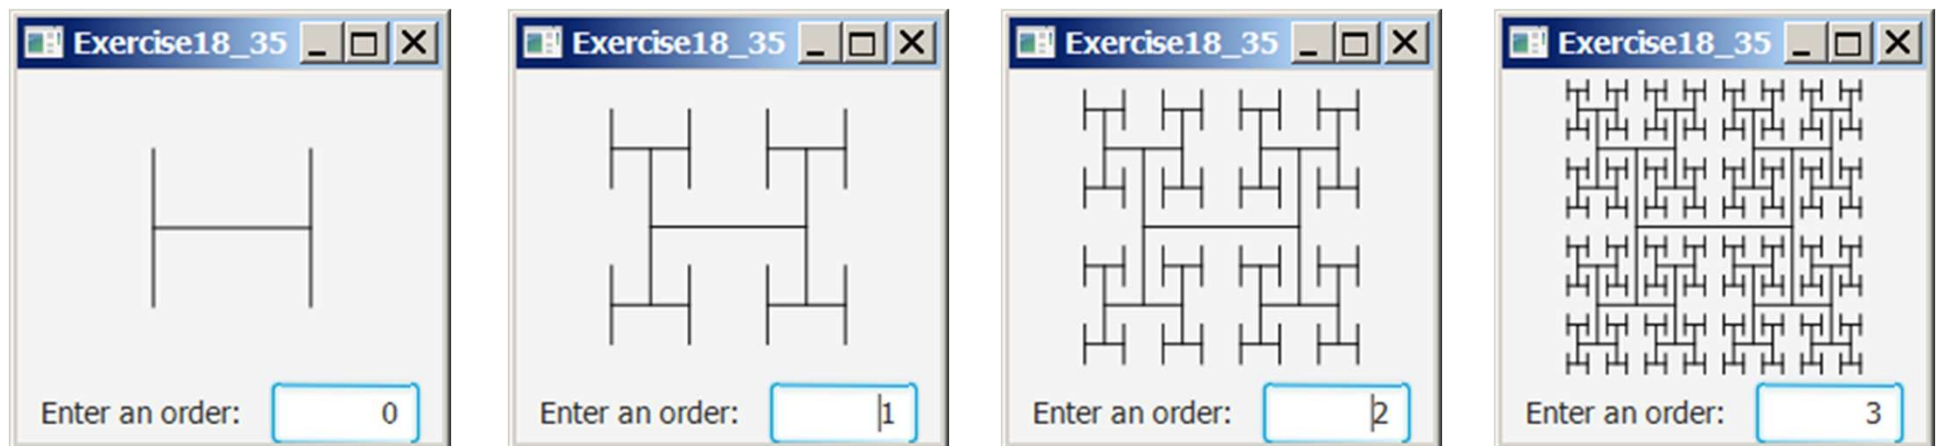 Exercise18_35
Enter an order: 0
Exercise18_35
Enter an order: 1
Exercise18_35
Enter an order: 2
Exercise18_35
Enter an order: 3